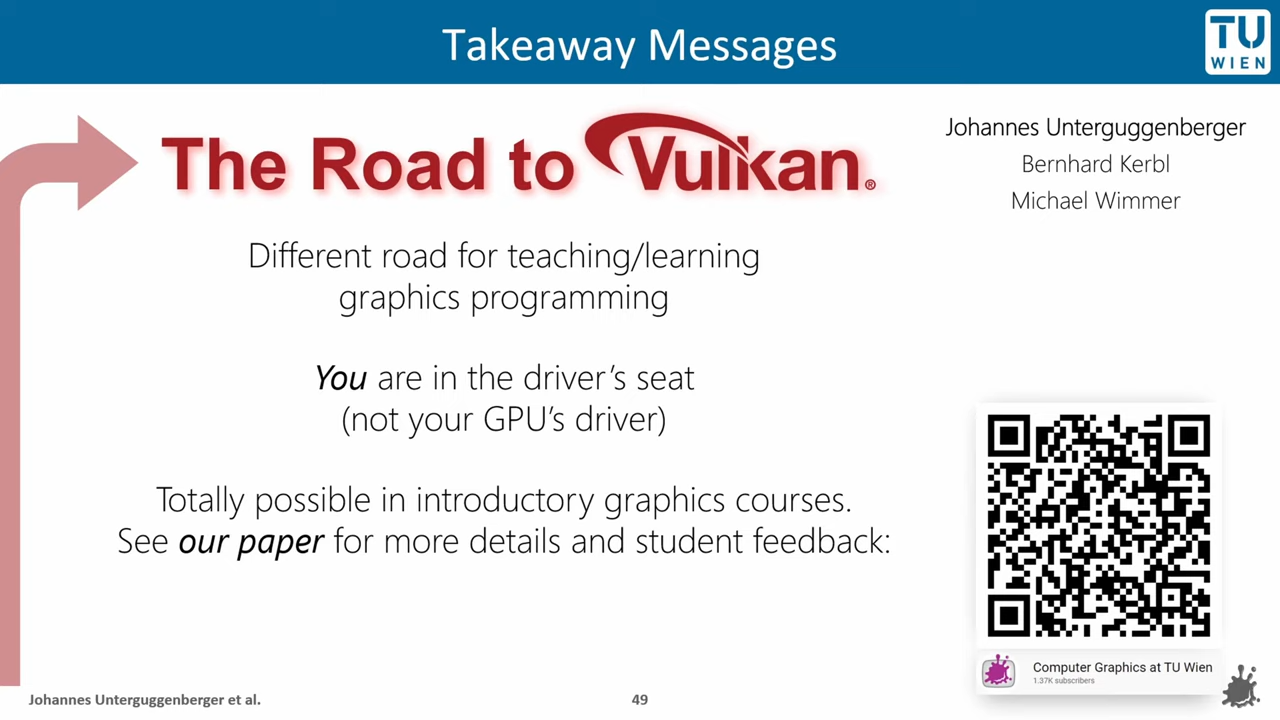 Takeaway Messages
TU
WIEN
The Road to Vulkan®
Johannes Unterguggenberger
Bernhard Kerbl
Michael Wimmer
Different road for teaching/learning
graphics programming
You are in the driver's seat
(not your GPU's driver)
Totally possible in introductory graphics courses.
See our paper for more details and student feedback:
Computer Graphics at TU Wien
1.37K subscribers
Johannes Unterguggenberger et al.
49